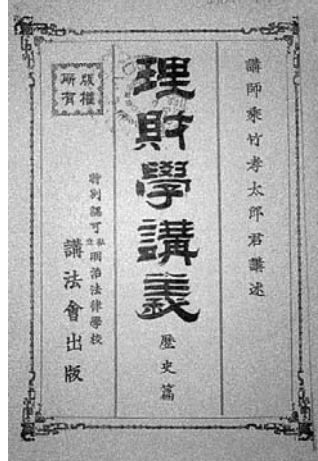 講師乘竹孝太郎君講述
理財學講義
歷史篇
版權
所有
特別認可私立明治法律學校
講法會出版